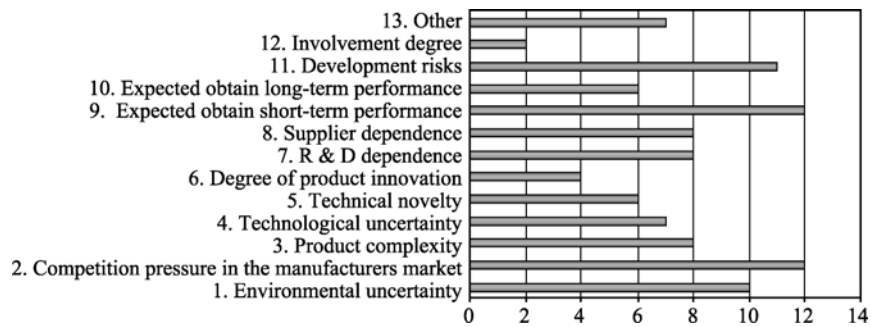 13. Other
12. Involvement degree
11. Development risks
10. Expected obtain long-term performance
9. Expected obtain short-term performance
8. Supplier dependence
7. R & D dependence
6. Degree of product innovation
5. Technical novelty
4. Technological uncertainty
3. Product complexity
2. Competition pressure in the manufacturers market
1. Environmental uncertainty
0 2 4 6 8 10 12 14